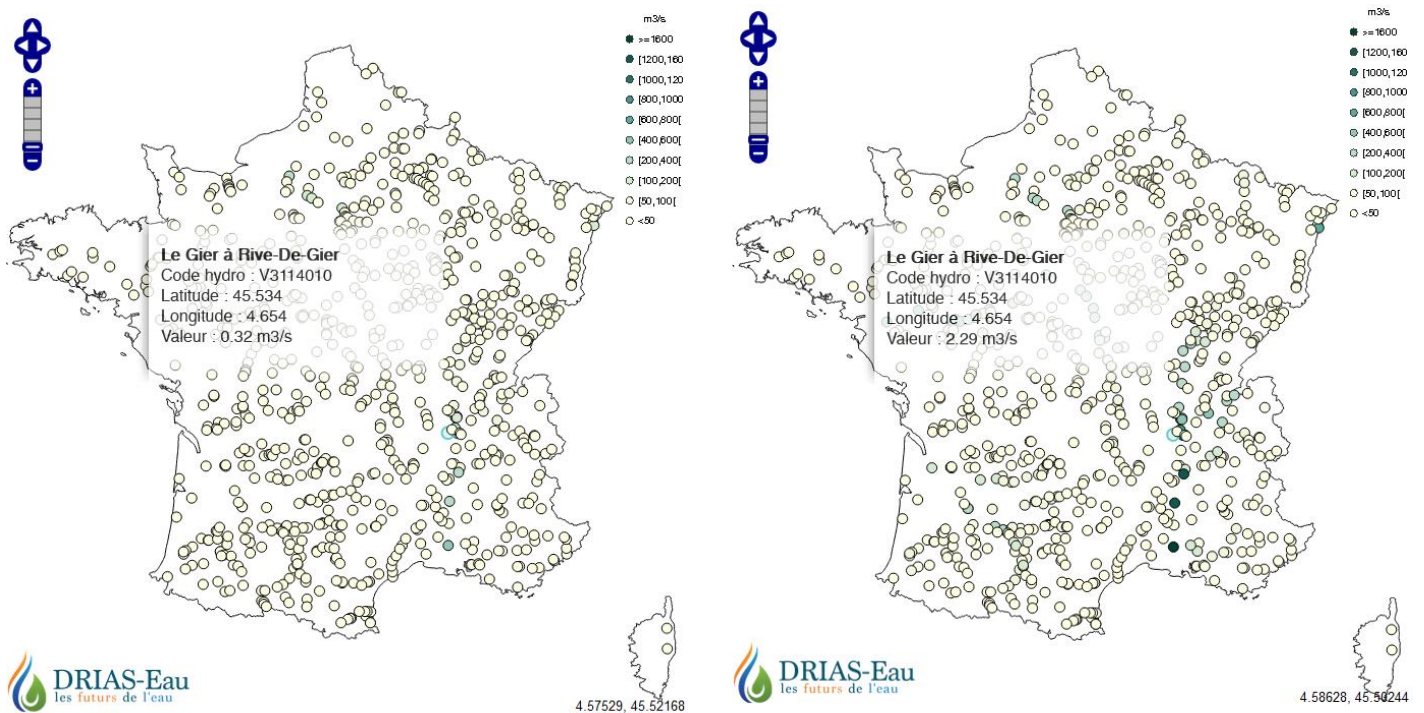 m3/s
>=1600
[1200,160
[1000,120
[800,1000
[600,800[
[400,600[
[200,400[
[100,200[
[50,100[
<50
Le Gier à Rive-De-Gier
Code hydro : V3114010
Latitude : 45.534
Longitude : 4.654
Valeur : 0.32 m3/s
DRIAS-Eau
les futurs de l'eau
4.57529, 45.52168
m3/s
>=1600
[1200,160
[1000,120
[800,1000
[600,800[
[400,600[
[200,400[
[100,200[
[50,100[
<50
Le Gier à Rive-De-Gier
Code hydro : V3114010
Latitude : 45.534
Longitude : 4.654
Valeur : 2.29 m3/s
DRIAS-Eau
les futurs de l'eau
4.58628, 45.50244